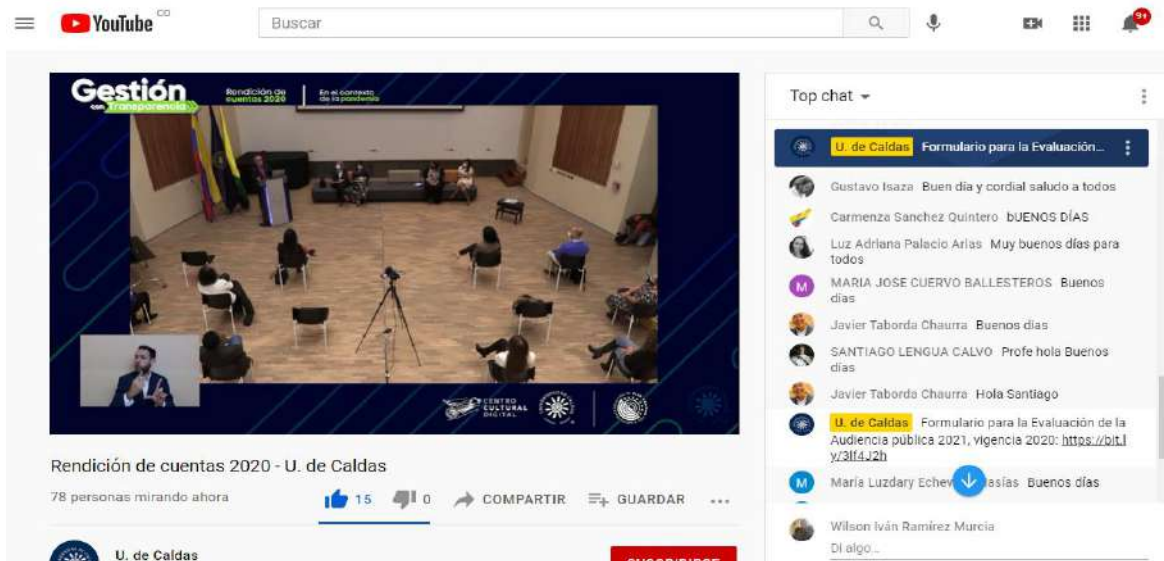 YouTube CO
Buscar
9+
Gestión
con Transparencia
Rendición de
cuentas 2020
En el contexto
de la pandemia
CENTRO
CULTURAL
DIGITAL
Rendición de cuentas 2020 - U. de Caldas
78 personas mirando ahora
15
0
COMPARTIR
GUARDAR
U. de Caldas
SUSCRIBIRSE
Top chat
U. de Caldas Formulario para la Evaluación...
Gustavo Isaza Buen día y cordial saludo a todos
Carmenza Sanchez Quintero bUENOS DÍAS
Luz Adriana Palacio Arias Muy buenos días para
todos
M
MARIA JOSE CUERVO BALLESTEROS Buenos
días
Javier Taborda Chaurra Buenos dias
SANTIAGO LENGUA CALVO Profe hola Buenos
días
Javier Taborda Chaurra Hola Santiago
U. de Caldas Formulario para la Evaluación de la
Audiencia pública 2021, vigencia 2020: https://bit.l
y/3lf4J2h
M
María Luzdary Buenos días
Wilson Iván Ramírez Murcia
Di algo...